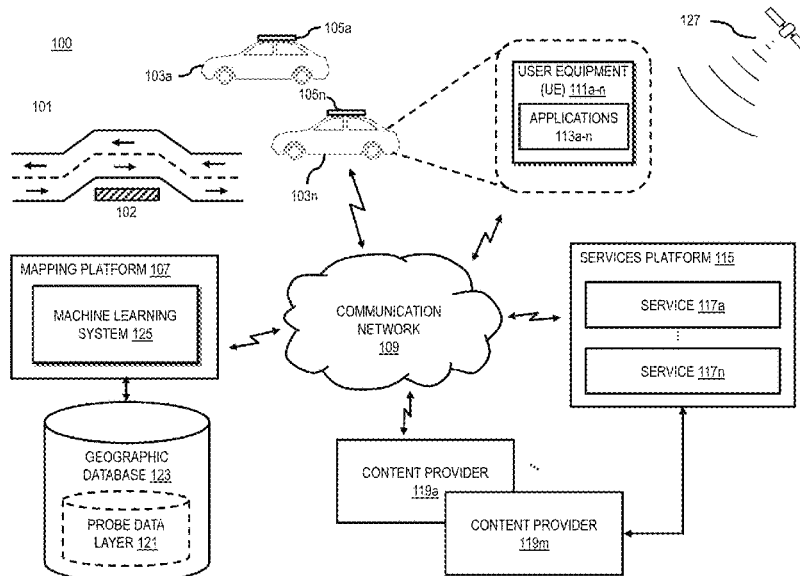 100
105a
127
103a
105n
101
USER EQUIPMENT
(UE) 111a-n
APPLICATIONS
113a-n
103n
102
MAPPING PLATFORM 107
MACHINE LEARNING
SYSTEM 125
COMMUNICATION
NETWORK
109
SERVICES PLATFORM 115
SERVICE 117a
SERVICE 117n
GEOGRAPHIC
DATABASE 123
PROBE DATA
LAYER 121
CONTENT PROVIDER
119a
CONTENT PROVIDER
119m